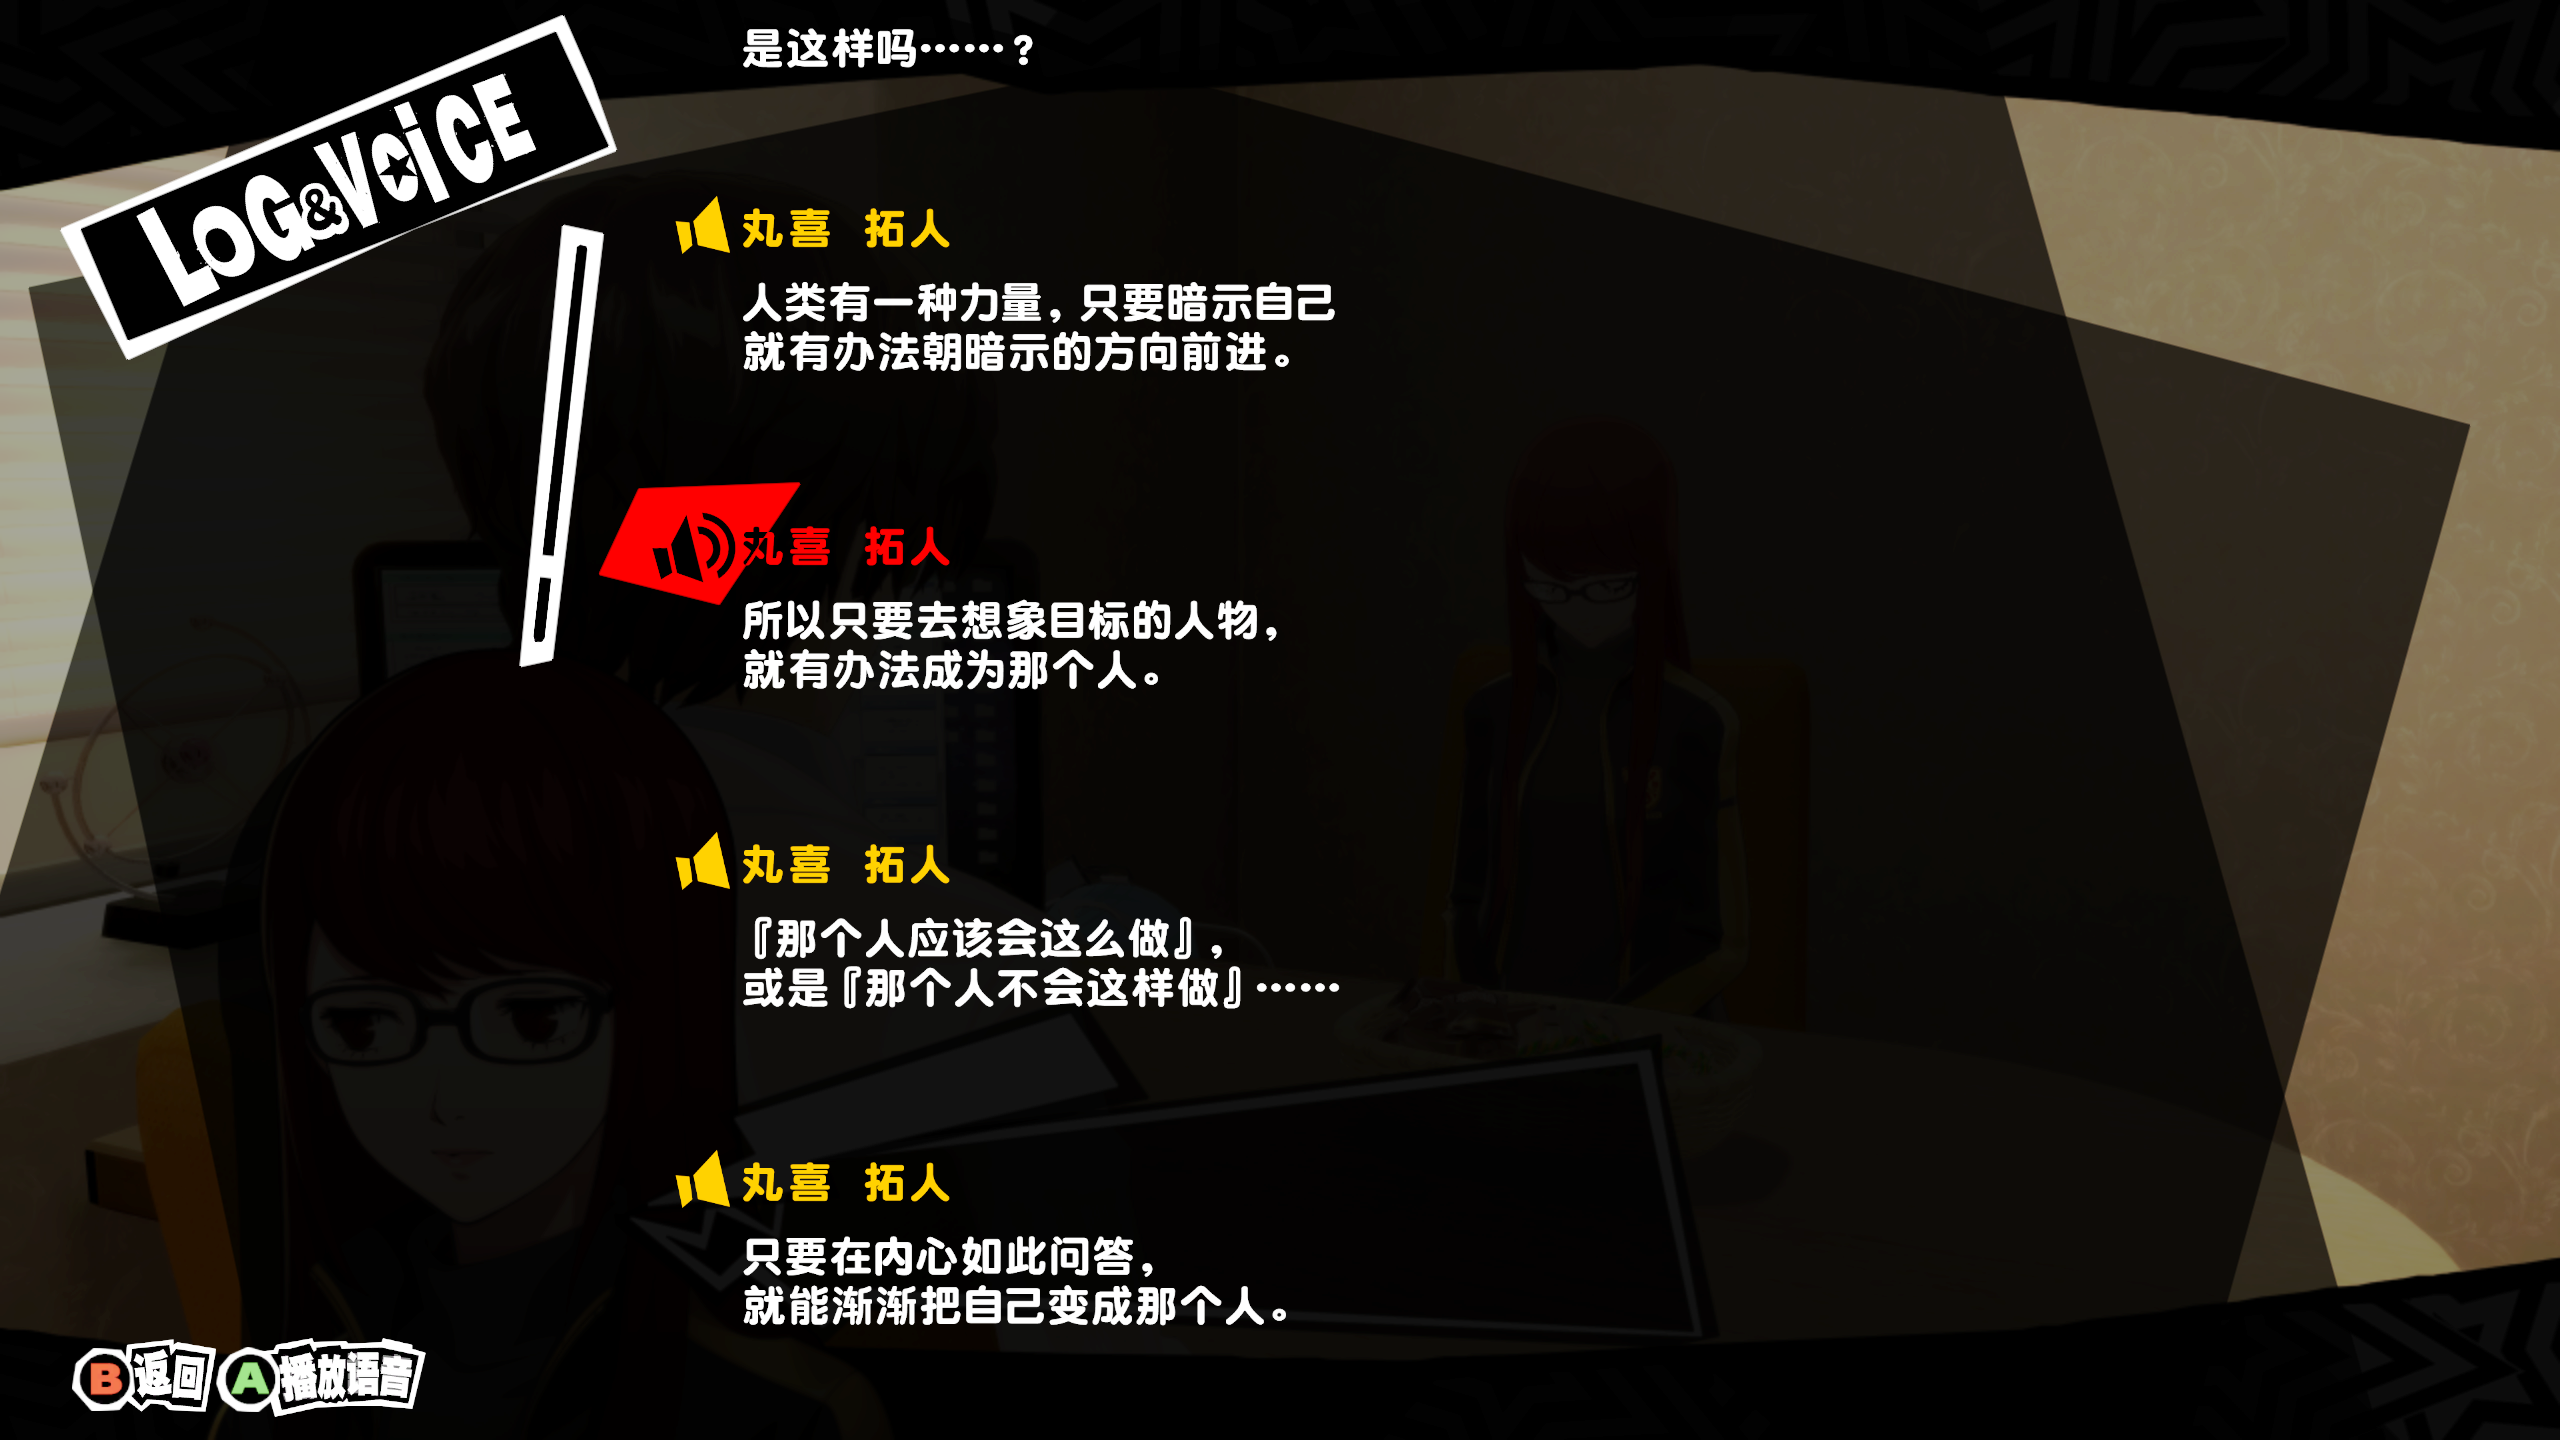 是这样吗……?
LOG&VOiCE
丸喜 拓人
人类有一种力量,只要暗示自己
就有办法朝暗示的方向前进。
丸喜 拓人
所以只要去想象目标的人物,
就有办法成为那个人。
丸喜 拓人
『那个人应该会这么做』,
或是『那个人不会这样做』……
丸喜 拓人
只要在内心如此问答,
就能渐渐把自己变成那个人。
B 返回 A 播放语音